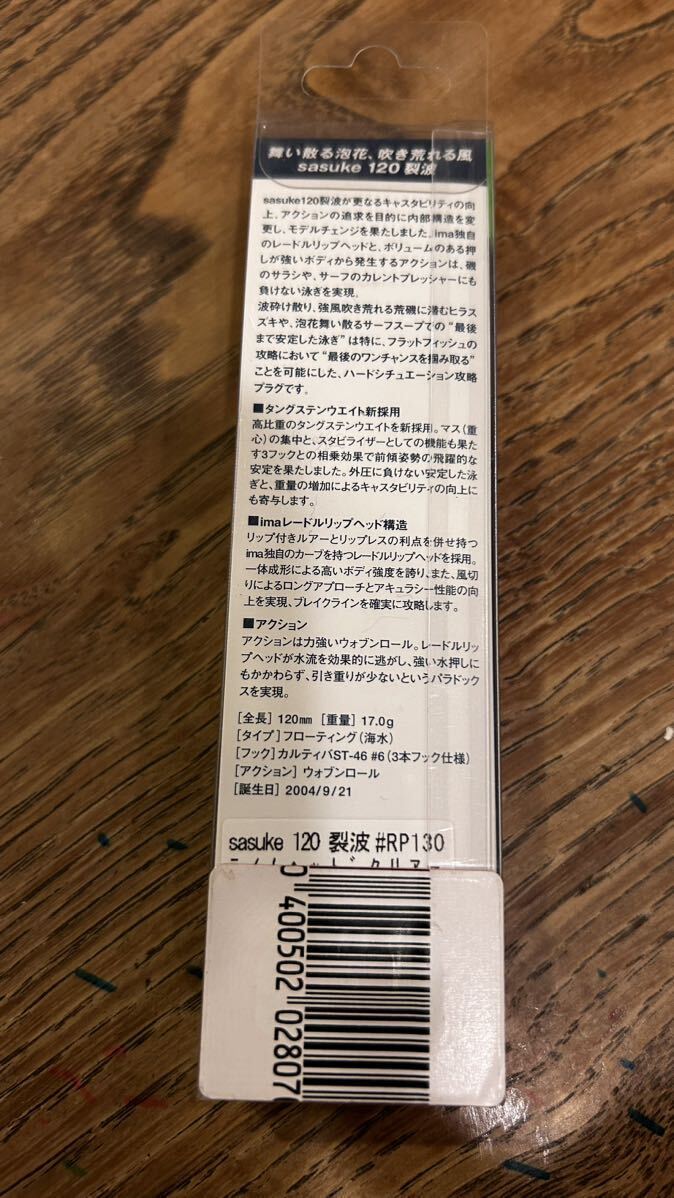 舞い散る泡花、吹き荒れる風
sasuke 120 裂波
sasuke120裂波が更なるキャスタビリティの向
上、アクションの追求を目的に内部構造を変
更し、モデルチェンジを果たしました。ima独自
のレードルリップヘッドと、ボリュームのある押
しが強いボディから発生するアクションは、磯
のサラシや、サーフのカレントプレッシャーにも
負けない泳ぎを実現。
波砕け散り、強風吹き荒れる荒磯に潜むヒラス
ズキや、泡花舞い散るサーフスープでの“最後
まで安定した泳ぎ”は特に、フラットフィッシュの
攻略において“最後のワンチャンスを掴み取る”
ことを可能にした、ハードシチュエーション攻略
プラグです。
■タングステンウエイト新採用
高比重のタングステンウエイトを新採用。マス（重
心）の集中と、スタビライザーとしての機能も果た
す3フックとの相乗効果で前傾姿勢の飛躍的な
安定を果たしました。外圧に負けない安定した泳
ぎと、重量の増加によるキャスタビリティの向上に
も寄与します。
■imaレードルリップヘッド構造
リップ付きルアーとリップレスの利点を併せ持つ
ima独自のカーブを持つレードルリップヘッドを採用。
一体成形による高いボディ強度を誇り、また、風切
りによるロングアプローチとアキュラシー性能の向
上を実現、ブレイクラインを確実に攻略します。
■アクション
アクションは力強いウォブンロール。レードルリッ
プヘッドが水流を効果的に逃がし、強い水押しに
もかかわらず、引き重りが少ないというパラドック
スを実現。
［全長］120mm ［重量］17.0g
［タイプ］フローティング（海水）
［フック］カルティバST-46 #6（3本フック仕様）
［アクション］ウォブンロール
［誕生日］2004/9/21
sasuke 120 裂波 #RP130
0 400502 02807